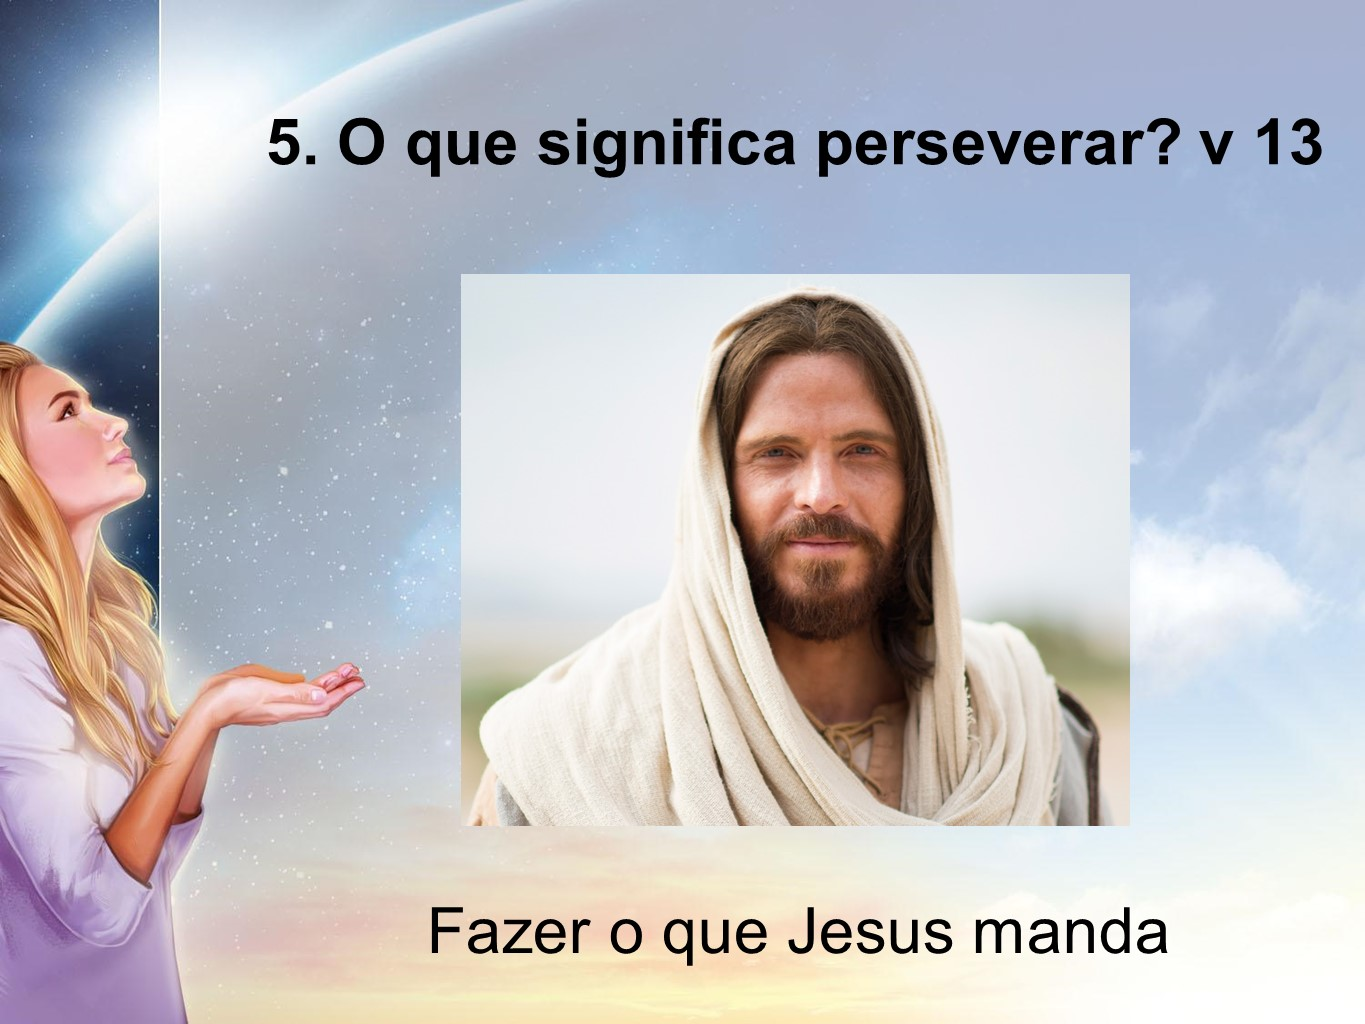 5. O que significa perseverar? v 13
Fazer o que Jesus manda